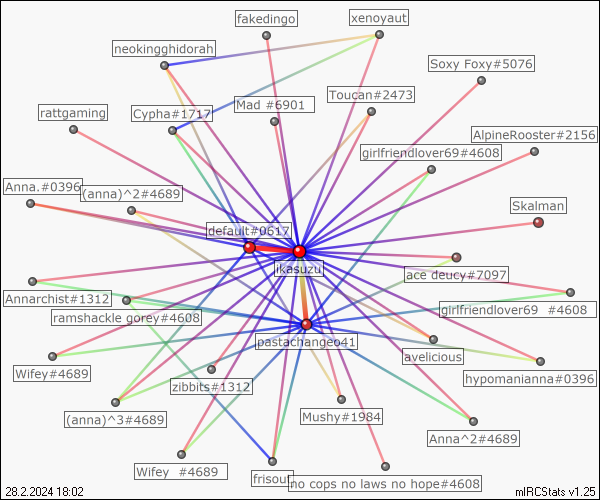 fakedingo
xenoyaut
neokingghidorah
Soxy Foxy#5076
Toucan#2473
Mad #6901
rattgaming
Cypha#1717
AlpineRooster#2156
girlfriendlover69#4608
Anna.#0396
(anna)^2#4689
Skalman
default#0617
ikasuzu
ace deucy#7097
Annarchist#1312
ramshackle gorey#4608
girlfriendlover69 #4608
pastachangeo41
avelicious
Wifey#4689
zibbits#1312
hypomanianna#0396
(anna)^3#4689
Mushy#1984
Anna^2#4689
Wifey #4689
frisout
no cops no laws no hope#4608
28.2.2024 18:02
mIRCStats v1.25